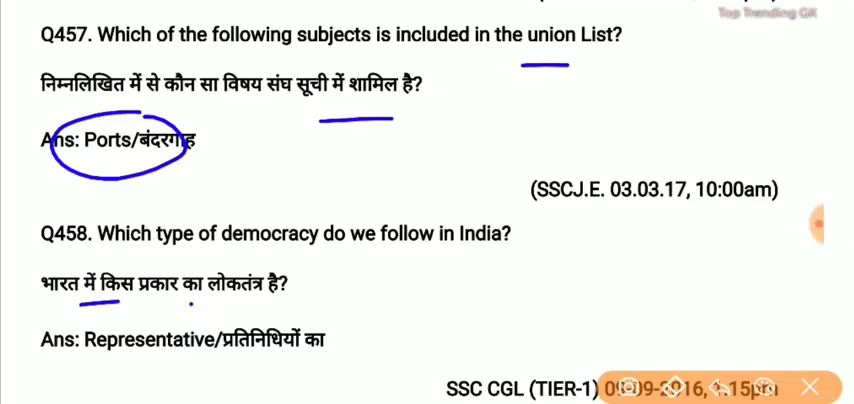 Top Trending GK
Q457. Which of the following subjects is included in the union List?
निम्नलिखित में से कौन सा विषय संघ सूची में शामिल है?
Ans: Ports/बंदरगाह
(SSCJ.E. 03.03.17, 10:00am)
Q458. Which type of democracy do we follow in India?
भारत में किस प्रकार का लोकतंत्र है?
Ans: Representative/प्रतिनिधियों का
SSC CGL (TIER-1)